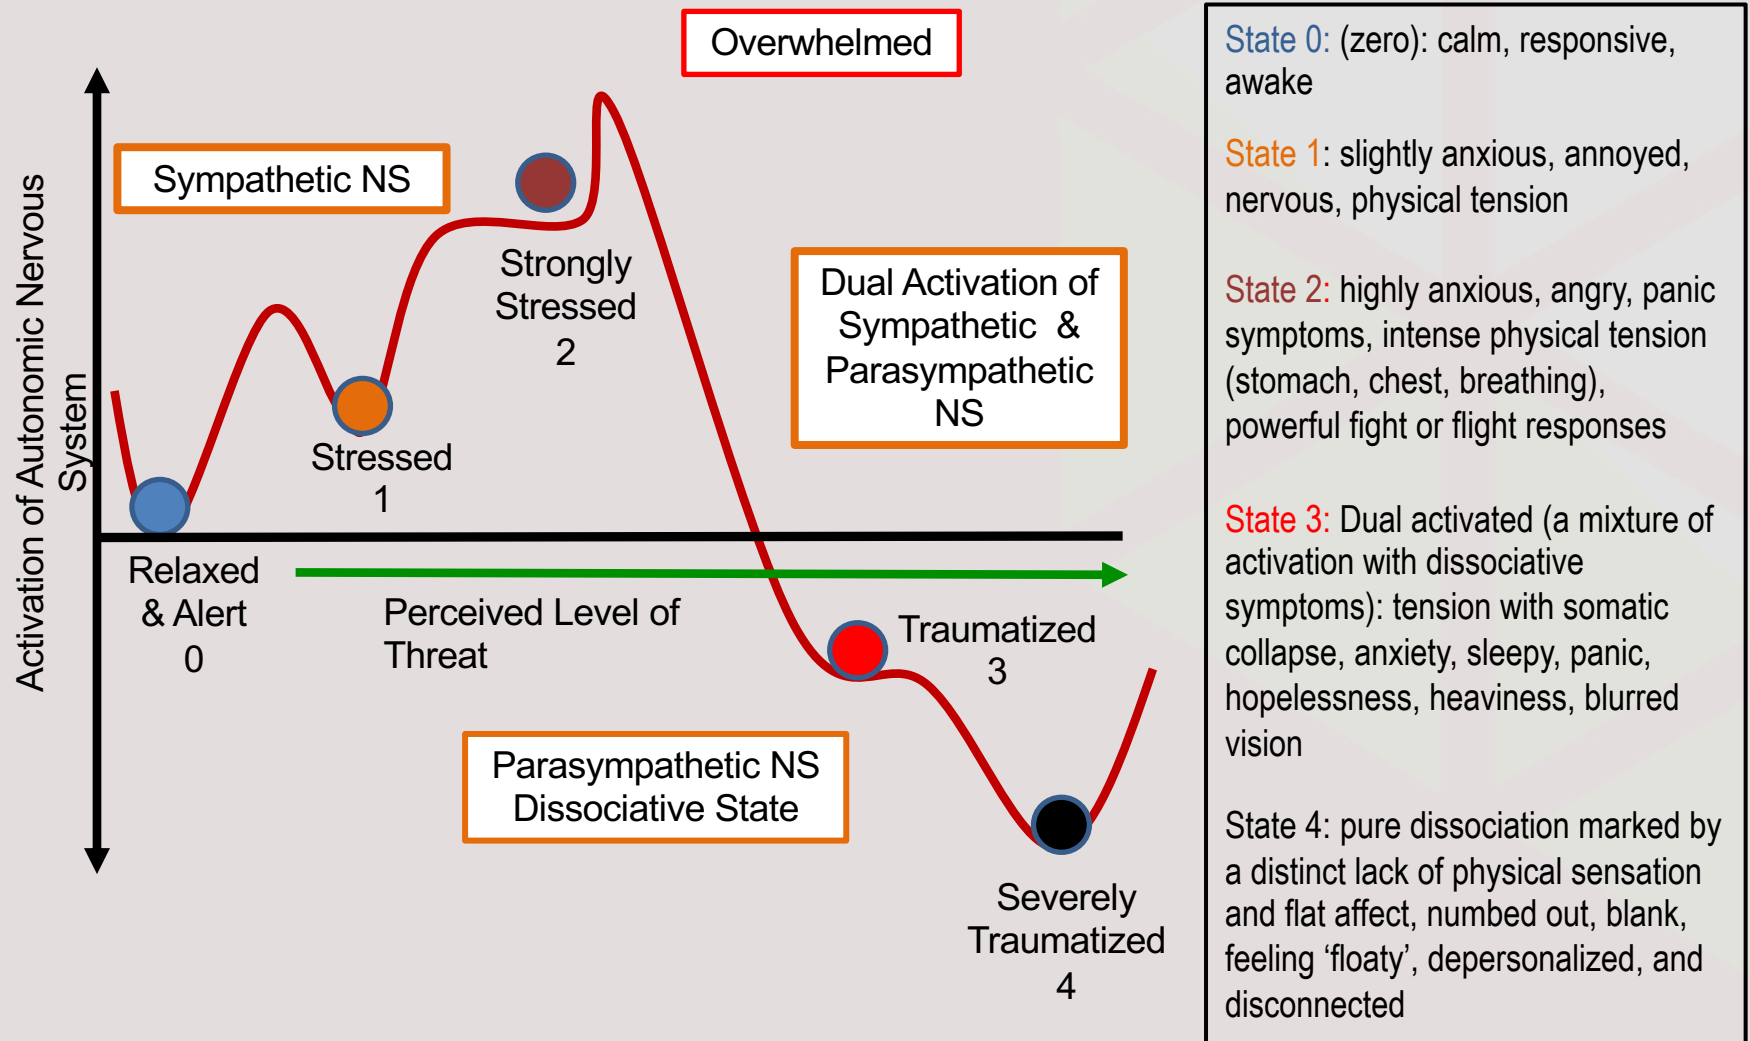 Overwhelmed
Sympathetic NS
Activation of Autonomic Nervous
System
Strongly
Stressed
2
Dual Activation of
Sympathetic &
Parasympathetic
NS
Stressed
1
Relaxed
& Alert
0
Perceived Level of
Threat
Traumatized
3
Parasympathetic NS
Dissociative State
Severely
Traumatized
4
State 0: (zero): calm, responsive,
awake
State 1: slightly anxious, annoyed,
nervous, physical tension
State 2: highly anxious, angry, panic
symptoms, intense physical tension
(stomach, chest, breathing),
powerful fight or flight responses
State 3: Dual activated (a mixture of
activation with dissociative
symptoms): tension with somatic
collapse, anxiety, sleepy, panic,
hopelessness, heaviness, blurred
vision
State 4: pure dissociation marked by
a distinct lack of physical sensation
and flat affect, numbed out, blank,
feeling ‘floaty’, depersonalized, and
disconnected